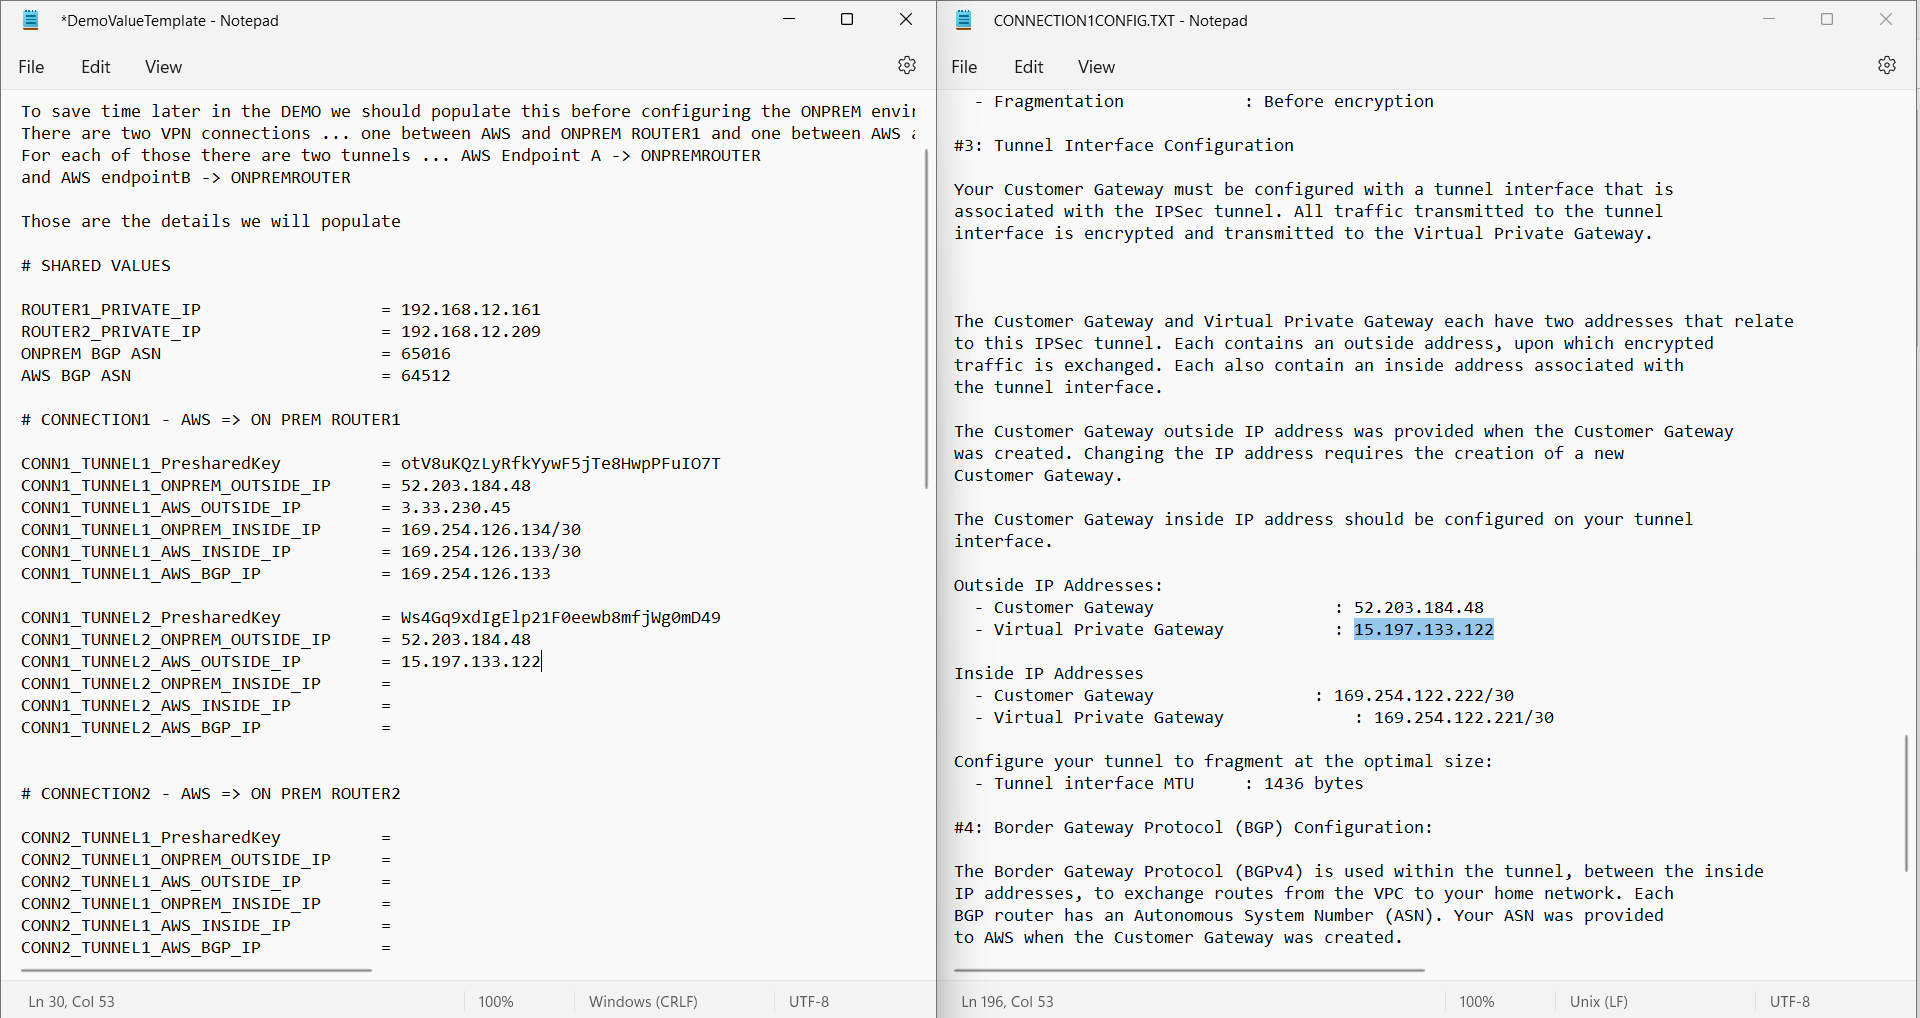 *DemoValueTemplate - Notepad
File Edit View
To save time later in the DEMO we should populate this before configuring the ONPREM
There are two VPN connections ... one between AWS and ONPREM ROUTER1 and one between AWS
For each of those there are two tunnels ... AWS Endpoint A -> ONPREMROUTER
and AWS endpointB -> ONPREMROUTER
Those are the details we will populate
# SHARED VALUES
ROUTER1_PRIVATE_IP = 192.168.12.161
ROUTER2_PRIVATE_IP = 192.168.12.209
ONPREM BGP ASN = 65016
AWS BGP ASN = 64512
# CONNECTION1 - AWS => ON PREM ROUTER1
CONN1_TUNNEL1_PresharedKey = otV8uKQzLyRfkYywF5jTe8HwpPFuIO7T
CONN1_TUNNEL1_ONPREM_OUTSIDE_IP = 52.203.184.48
CONN1_TUNNEL1_AWS_OUTSIDE_IP = 3.33.230.45
CONN1_TUNNEL1_ONPREM_INSIDE_IP = 169.254.126.134/30
CONN1_TUNNEL1_AWS_INSIDE_IP = 169.254.126.133/30
CONN1_TUNNEL1_AWS_BGP_IP = 169.254.126.133
CONN1_TUNNEL2_PresharedKey = Ws4Gq9xdIgElp21F0eewb8mfjWg0mD49
CONN1_TUNNEL2_ONPREM_OUTSIDE_IP = 52.203.184.48
CONN1_TUNNEL2_AWS_OUTSIDE_IP = 15.197.133.122
CONN1_TUNNEL2_ONPREM_INSIDE_IP =
CONN1_TUNNEL2_AWS_INSIDE_IP =
CONN1_TUNNEL2_AWS_BGP_IP =
# CONNECTION2 - AWS => ON PREM ROUTER2
CONN2_TUNNEL1_PresharedKey =
CONN2_TUNNEL1_ONPREM_OUTSIDE_IP =
CONN2_TUNNEL1_AWS_OUTSIDE_IP =
CONN2_TUNNEL1_ONPREM_INSIDE_IP =
CONN2_TUNNEL1_AWS_INSIDE_IP =
CONN2_TUNNEL1_AWS_BGP_IP =
Ln 30, Col 53 100% Windows (CRLF) UTF-8
CONNECTION1CONFIG.TXT - Notepad
File Edit View
- Fragmentation : Before encryption
#3: Tunnel Interface Configuration
Your Customer Gateway must be configured with a tunnel interface that is
associated with the IPSec tunnel. All traffic transmitted to the tunnel
interface is encrypted and transmitted to the Virtual Private Gateway.
The Customer Gateway and Virtual Private Gateway each have two addresses that relate
to this IPSec tunnel. Each contains an outside address, upon which encrypted
traffic is exchanged. Each also contain an inside address associated with
the tunnel interface.
The Customer Gateway outside IP address was provided when the Customer Gateway
was created. Changing the IP address requires the creation of a new
Customer Gateway.
The Customer Gateway inside IP address should be configured on your tunnel
interface.
Outside IP Addresses:
- Customer Gateway : 52.203.184.48
- Virtual Private Gateway : 15.197.133.122
Inside IP Addresses
- Customer Gateway : 169.254.122.222/30
- Virtual Private Gateway : 169.254.122.221/30
Configure your tunnel to fragment at the optimal size:
- Tunnel interface MTU : 1436 bytes
#4: Border Gateway Protocol (BGP) Configuration:
The Border Gateway Protocol (BGPv4) is used within the tunnel, between the inside
IP addresses, to exchange routes from the VPC to your home network. Each
BGP router has an Autonomous System Number (ASN). Your ASN was provided
to AWS when the Customer Gateway was created.
Ln 196, Col 53 100% Unix (LF) UTF-8